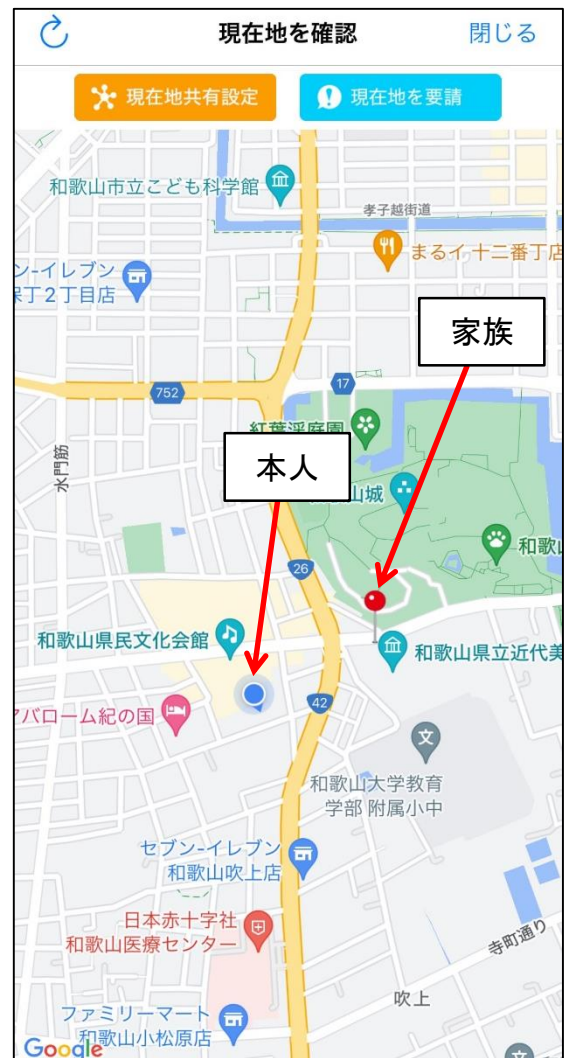 現在地を確認
閉じる
現在地共有設定
現在地を要請
和歌山市立こども科学館
孝子越街道
まるイ 十二番丁店
ン-イレブン
丁2丁目店
家族
752
17
紅葉渓庭園
水門筋
本人
山城
和歌
26
和歌山県民文化会館
和歌山県立近代美
バローム紀の国
42
文
和歌山大学教育
学部 附属小中
セブン-イレブン
和歌山吹上店
日本赤十字社
和歌山医療センター
寺町通り
吹上
ファミリーマート
和歌山小松原店
Google